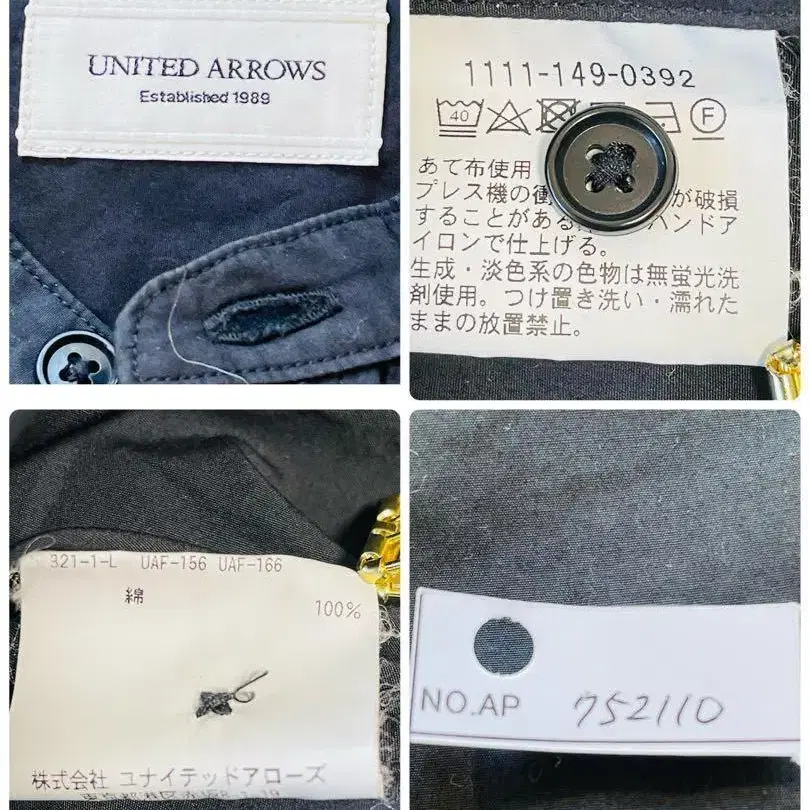 UNITED ARROWS
Established 1989
1111-149-0392
40 F
あて布使用
プレス機の衝 が破損
することがある ハンドア
イロンで仕上げる。
生成・淡色系の色物は無蛍光洗
剤使用。つけ置き洗い・濡れた
ままの放置禁止。
321-1-L UAF-156 UAF-166
綿
100%
株式会社 ユナイテッドアローズ
NO.AP 752110